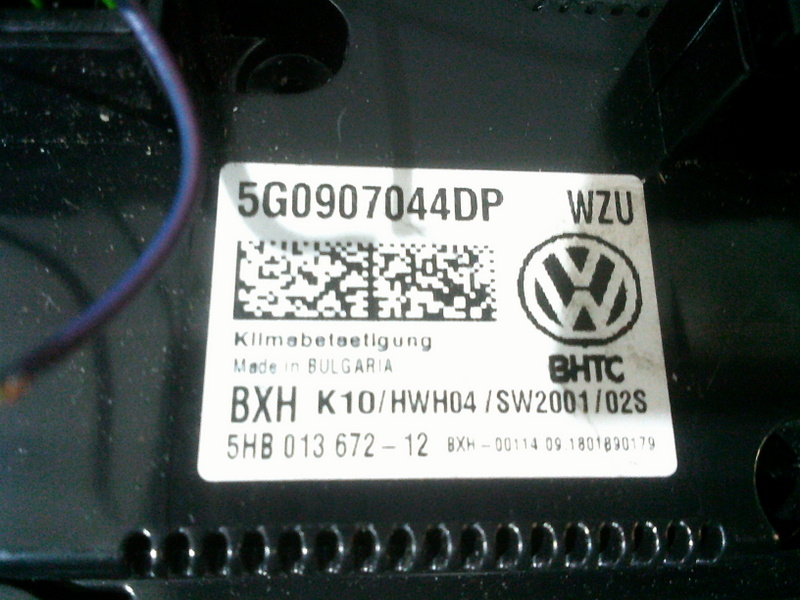 5G0907044DP WZU
Klimabetaetigung
Made in BULGARIA
BHTC
BXH K10/HWH04/SW2001/02S
5HB 013 672-12 BXH-00114 09 1801890179